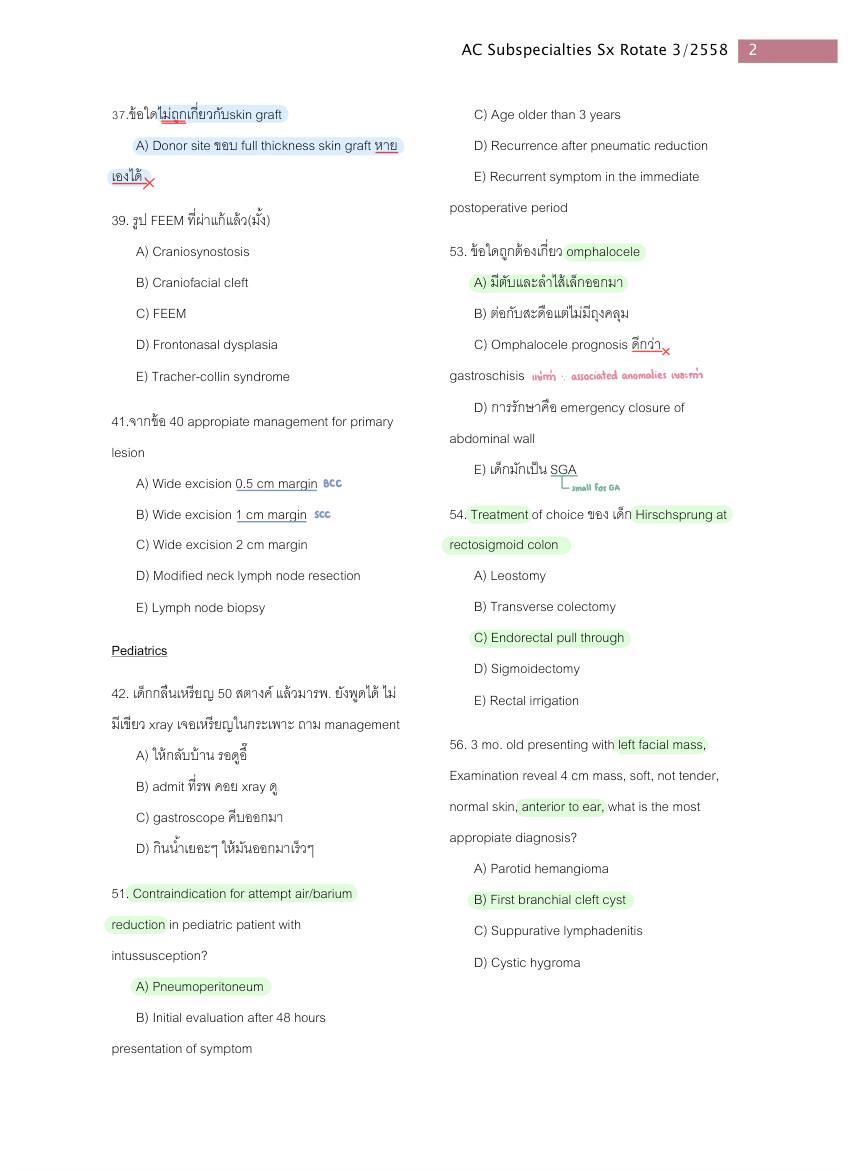 AC Subspecialties Sx Rotate 3/2558 2
37.ข้อใดไม่ถูกเกี่ยวกับskin graft
A) Donor site ขอบ full thickness skin graft หาย
เองได้
39. รูป FEEM ที่ผ่าแก้แล้ว(มั้ง)
A) Craniosynostosis
B) Craniofacial cleft
C) FEEM
D) Frontonasal dysplasia
E) Tracher-collin syndrome
41.จากข้อ 40 appropiate management for primary
lesion
A) Wide excision 0.5 cm margin BCC
B) Wide excision 1 cm margin SCC
C) Wide excision 2 cm margin
D) Modified neck lymph node resection
E) Lymph node biopsy
Pediatrics
42. เด็กกลืนเหรียญ 50 สตางค์ แล้วมารพ. ยังพูดได้ ไม่
มีเขียว xray เจอเหรียญในกระเพาะ ถาม management
A) ให้กลับบ้าน รอดูอึ๊
B) admit ที่รพ คอย xray ดู
C) gastroscope คีบออกมา
D) กินน้ำเยอะๆ ให้มันออกมาเร็วๆ
51. Contraindication for attempt air/barium
reduction in pediatric patient with
intussusception?
A) Pneumoperitoneum
B) Initial evaluation after 48 hours
presentation of symptom
C) Age older than 3 years
D) Recurrence after pneumatic reduction
E) Recurrent symptom in the immediate
postoperative period
53. ข้อใดถูกต้องเกี่ยว omphalocele
A) มีตับและลำไส้เล็กออกมา
B) ต่อกับสะดือแต่ไม่มีถุงคลุม
C) Omphalocele prognosis ดีกว่า
gastroschisis แย่กว่า ∵ associated anomalies เยอะกว่า
D) การรักษาคือ emergency closure of
abdominal wall
E) เด็กมักเป็น SGA
small for GA
54. Treatment of choice ของ เด็ก Hirschsprung at
rectosigmoid colon
A) Leostomy
B) Transverse colectomy
C) Endorectal pull through
D) Sigmoidectomy
E) Rectal irrigation
56. 3 mo. old presenting with left facial mass,
Examination reveal 4 cm mass, soft, not tender,
normal skin, anterior to ear, what is the most
appropiate diagnosis?
A) Parotid hemangioma
B) First branchial cleft cyst
C) Suppurative lymphadenitis
D) Cystic hygroma